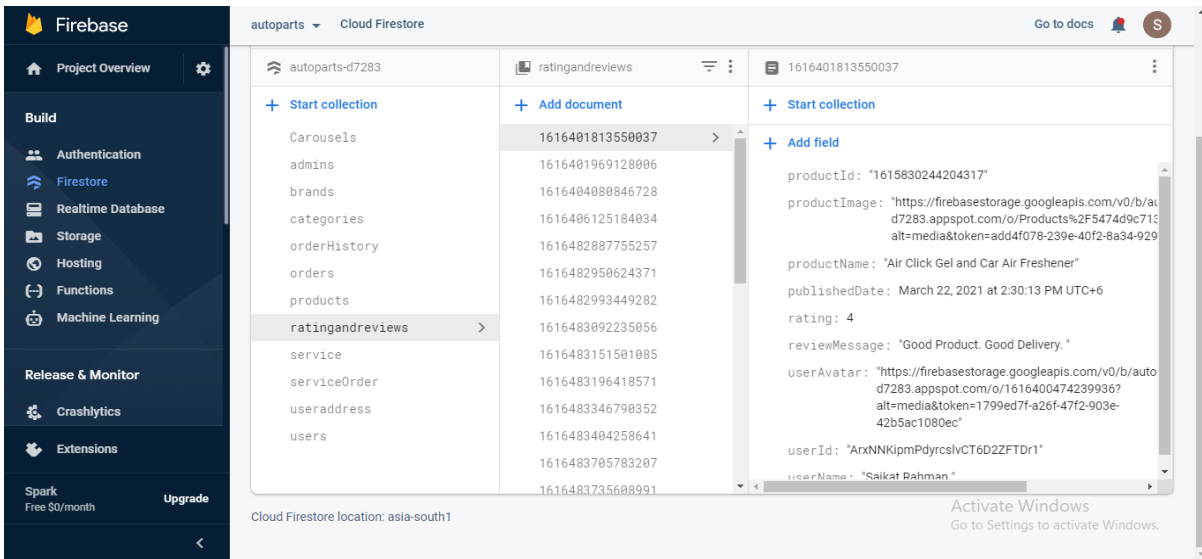 Firebase
autoparts
Cloud Firestore
Go to docs
S
Project Overview
Build
Authentication
Firestore
Realtime Database
Storage
Hosting
Functions
Machine Learning
Release & Monitor
Crashlytics
Extensions
Spark
Free $0/month
Upgrade
autoparts-d7283
+ Start collection
Carousels
admins
brands
categories
orderHistory
orders
products
ratingandreviews
service
serviceOrder
useraddress
users
ratingandreviews
+ Add document
1616401813550037
1616401969128006
1616404080846728
1616406125184034
1616482887755257
1616482950624371
1616482993449282
1616483092235056
1616483151501085
1616483196418571
1616483346790352
1616483404258641
1616483705783207
1616483735608991
1616401813550037
+ Start collection
+ Add field
productId: "1615830244204317"
productImage: "https://firebasestorage.googleapis.com/v0/b/au
d7283.appspot.com/o/Products%2F5474d9c713
alt=media&token=add4f078-239e-40f2-8a34-929
productName: "Air Click Gel and Car Air Freshener"
publishedDate: March 22, 2021 at 2:30:13 PM UTC+6
rating: 4
reviewMessage: "Good Product. Good Delivery. "
userAvatar: "https://firebasestorage.googleapis.com/v0/b/auto
d7283.appspot.com/o/1616400474239936?
alt=media&token=1799ed7f-a26f-47f2-903e-
42b5ac1080ec"
userId: "ArxNNKipmPdyrcslvCT6D2ZFTDr1"
userName: "Saikat Rahman "
Cloud Firestore location: asia-south1
Activate Windows
Go to Settings to activate Windows.